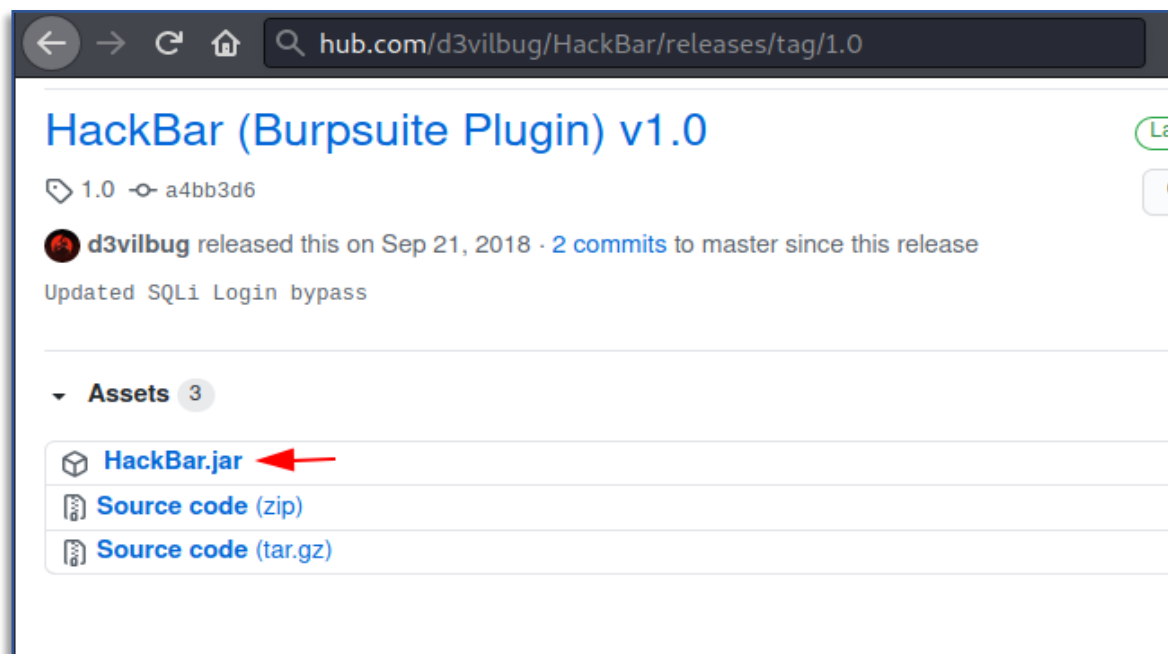 hub.com/d3vilbug/HackBar/releases/tag/1.0
HackBar (Burpsuite Plugin) v1.0
1.0 a4bb3d6
d3vilbug released this on Sep 21, 2018 · 2 commits to master since this release
Updated SQLi Login bypass
Assets 3
HackBar.jar
Source code (zip)
Source code (tar.gz)